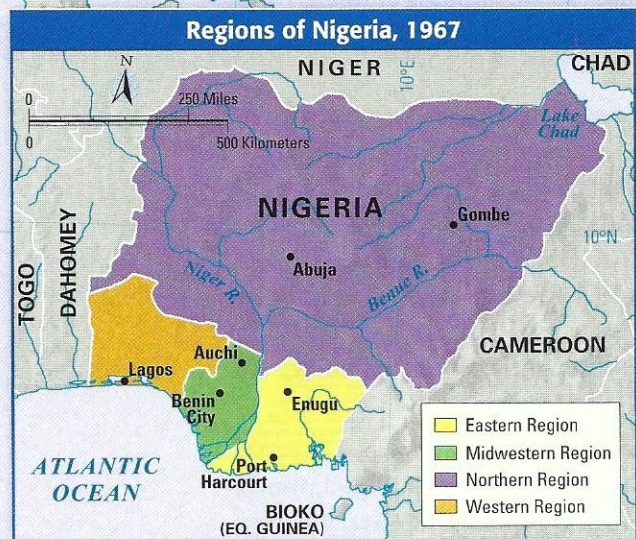 Regions of Nigeria, 1967
N
NIGER
10°E
CHAD
0
250 Miles
0
500 Kilometers
Lake
Chad
NIGERIA
Gombe
10°N
Abuja
TOGO
DAHOMEY
Niger R.
Benue R.
CAMEROON
Auchi
Lagos
Benin
City
Enugu
Port
Harcourt
ATLANTIC
OCEAN
BIOKO
(EQ. GUINEA)
Eastern Region
Midwestern Region
Northern Region
Western Region